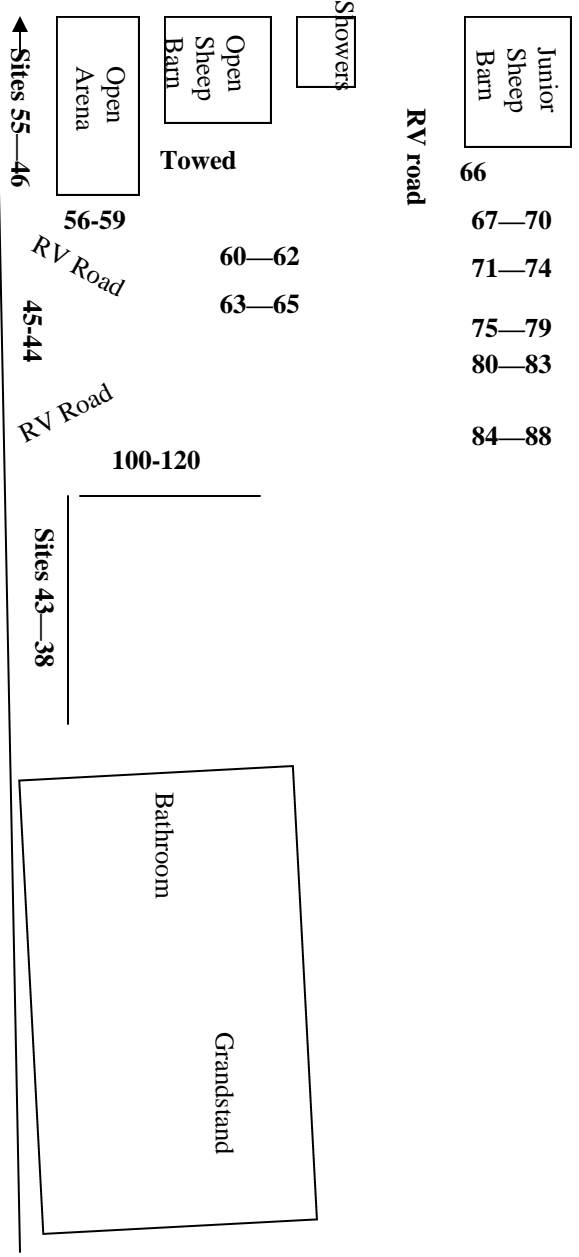 Sites 55—46
Open
Arena
Open
Sheep
Barn
Showers
Junior
Sheep
Barn
RV road
Towed
66
56-59
67—70
RV Road
60—62
71—74
63—65
45-44
75—79
80—83
RV Road
84—88
100-120
Sites 43—38
Bathroom
Grandstand